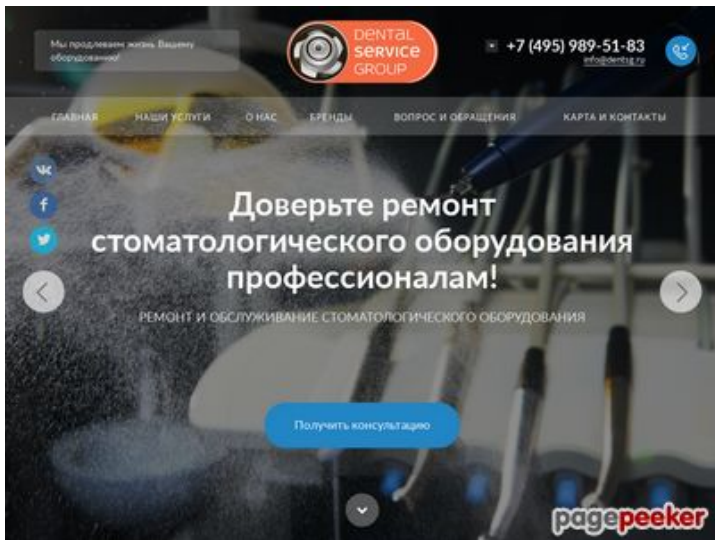 Мы продлеваем жизнь Вашему
оборудованию!
DENTAL
SERVICE
GROUP
+7 (495) 989-51-83
info@dentsg.ru
ГЛАВНАЯ НАШИ УСЛУГИ О НАС БРЕНДЫ ВОПРОС И ОБРАЩЕНИЯ КАРТА И КОНТАКТЫ
Доверьте ремонт
стоматологического оборудования
профессионалам!
РЕМОНТ И ОБСЛУЖИВАНИЕ СТОМАТОЛОГИЧЕСКОГО ОБОРУДОВАНИЯ
Получить консультацию
pagepeeker